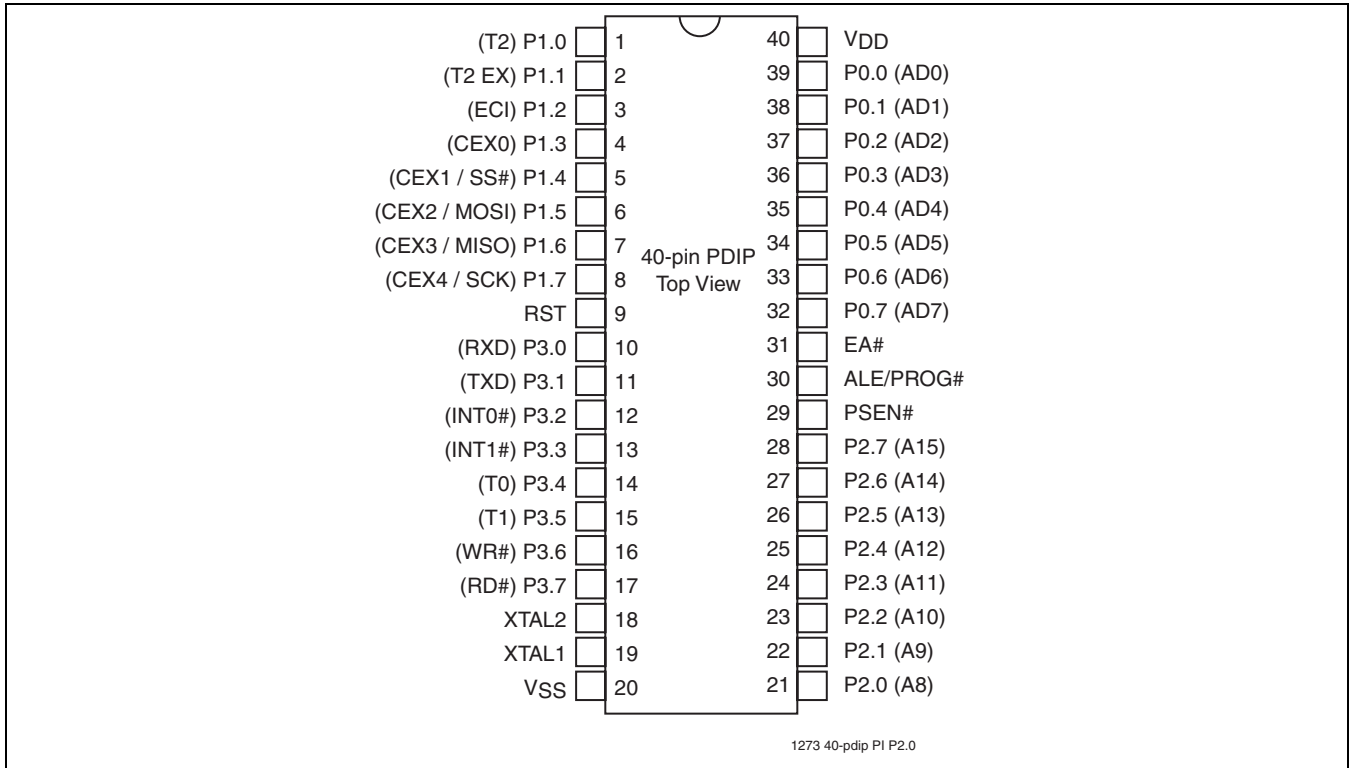 (T2) P1.0 1 40 VDD
(T2 EX) P1.1 2 39 P0.0 (AD0)
(ECI) P1.2 3 38 P0.1 (AD1)
(CEX0) P1.3 4 37 P0.2 (AD2)
(CEX1 / SS#) P1.4 5 36 P0.3 (AD3)
(CEX2 / MOSI) P1.5 6 35 P0.4 (AD4)
(CEX3 / MISO) P1.6 7 34 P0.5 (AD5)
40-pin PDIP
Top View
(CEX4 / SCK) P1.7 8 33 P0.6 (AD6)
RST 9 32 P0.7 (AD7)
(RXD) P3.0 10 31 EA#
(TXD) P3.1 11 30 ALE/PROG#
(INT0#) P3.2 12 29 PSEN#
(INT1#) P3.3 13 28 P2.7 (A15)
(T0) P3.4 14 27 P2.6 (A14)
(T1) P3.5 15 26 P2.5 (A13)
(WR#) P3.6 16 25 P2.4 (A12)
(RD#) P3.7 17 24 P2.3 (A11)
XTAL2 18 23 P2.2 (A10)
XTAL1 19 22 P2.1 (A9)
VSS 20 21 P2.0 (A8)
1273 40-pdip PI P2.0